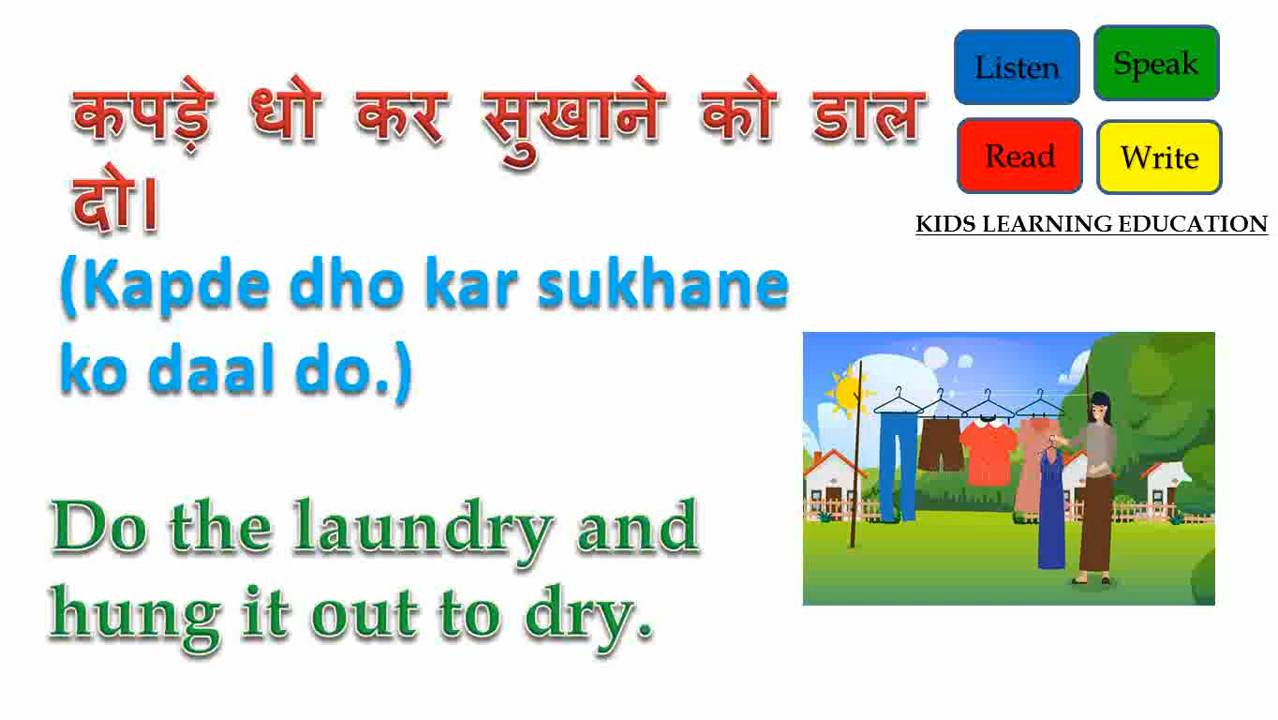 कपड़े धो कर सुखाने को डाल
दो।
(Kapde dho kar sukhane
ko daal do.)
Do the laundry and
hung it out to dry.
Listen
Speak
Read
Write
KIDS LEARNING EDUCATION